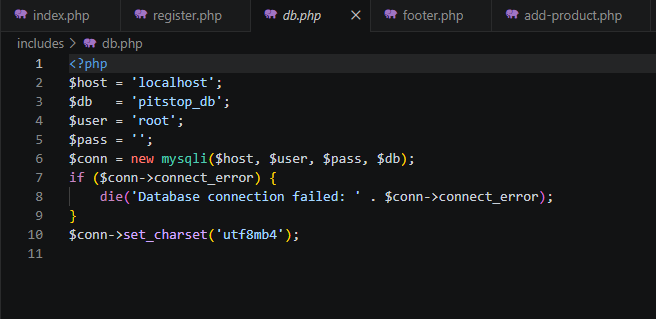 index.php register.php db.php footer.php add-product.php
includes > db.php
1 <?php
2 $host = 'localhost';
3 $db   = 'pitstop_db';
4 $user = 'root';
5 $pass = '';
6 $conn = new mysqli($host, $user, $pass, $db);
7 if ($conn->connect_error) {
8     die('Database connection failed: ' . $conn->connect_error);
9 }
10 $conn->set_charset('utf8mb4');
11